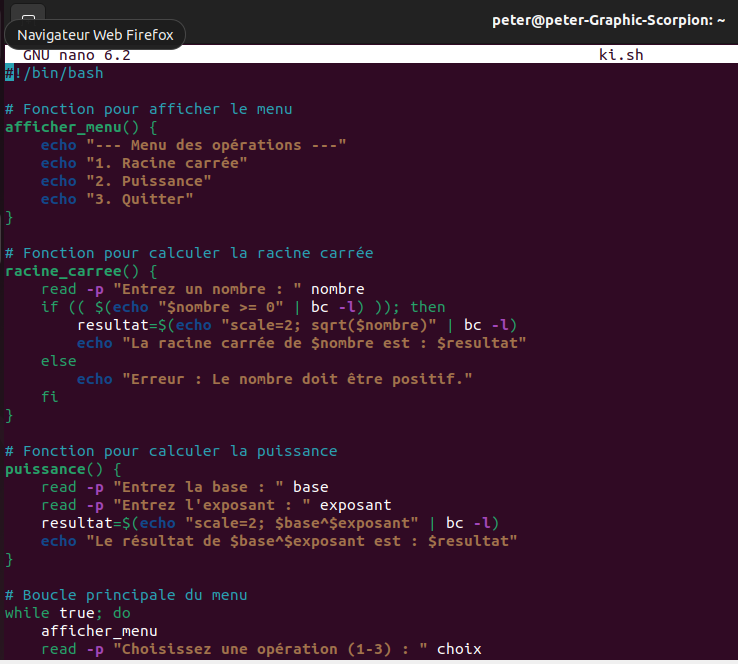 peter@peter-Graphic-Scorpion: ~
Navigateur Web Firefox
GNU nano 6.2 ki.sh
#!/bin/bash

# Fonction pour afficher le menu
afficher_menu() {
    echo "--- Menu des opérations ---"
    echo "1. Racine carrée"
    echo "2. Puissance"
    echo "3. Quitter"
}

# Fonction pour calculer la racine carrée
racine_carree() {
    read -p "Entrez un nombre : " nombre
    if (( $(echo "$nombre >= 0" | bc -l) )); then
        resultat=$(echo "scale=2; sqrt($nombre)" | bc -l)
        echo "La racine carrée de $nombre est : $resultat"
    else
        echo "Erreur : Le nombre doit être positif."
    fi
}

# Fonction pour calculer la puissance
puissance() {
    read -p "Entrez la base : " base
    read -p "Entrez l'exposant : " exposant
    resultat=$(echo "scale=2; $base^$exposant" | bc -l)
    echo "Le résultat de $base^$exposant est : $resultat"
}

# Boucle principale du menu
while true; do
    afficher_menu
    read -p "Choisissez une opération (1-3) : " choix